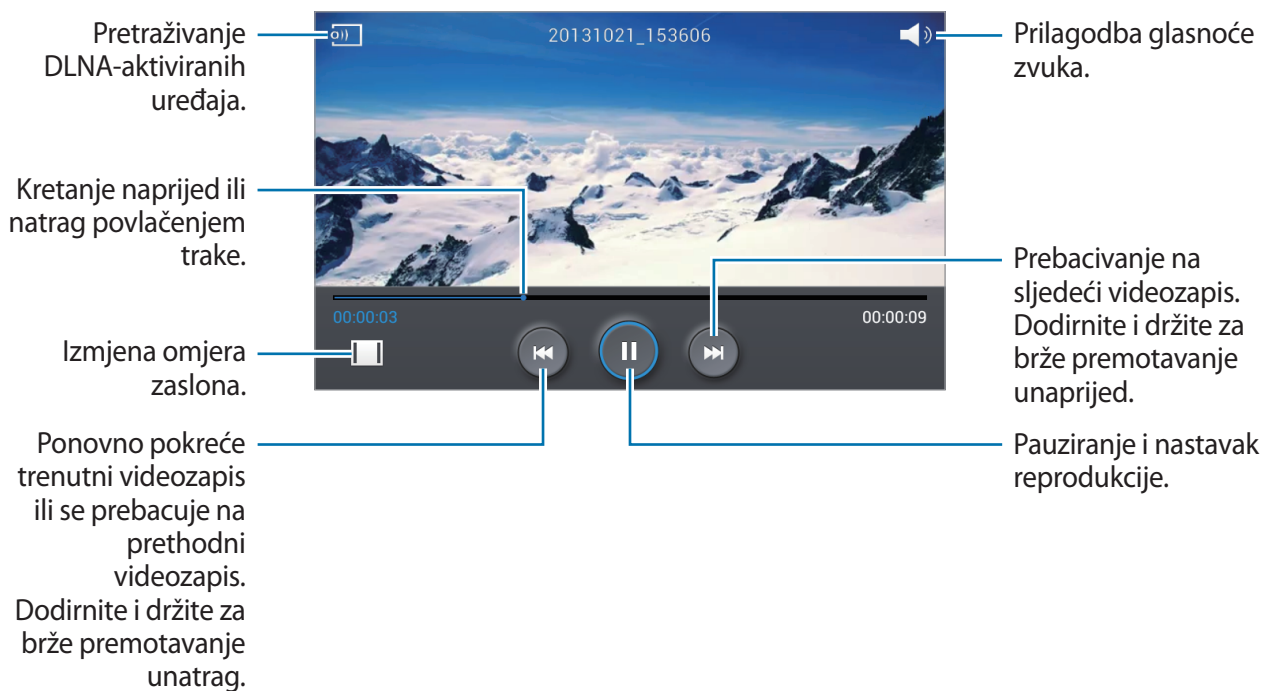 Pretraživanje
DLNA-aktiviranih
uređaja.
20131021_153606
Prilagodba glasnoće
zvuka.
Kretanje naprijed ili
natrag povlačenjem
trake.
Prebacivanje na
sljedeći videozapis.
Dodirnite i držite za
brže premotavanje
unaprijed.
00:00:03
00:00:09
Izmjena omjera
zaslona.
Ponovno pokreće
trenutni videozapis
ili se prebacuje na
prethodni
videozapis.
Dodirnite i držite za
brže premotavanje
unatrag.
Pauziranje i nastavak
reprodukcije.